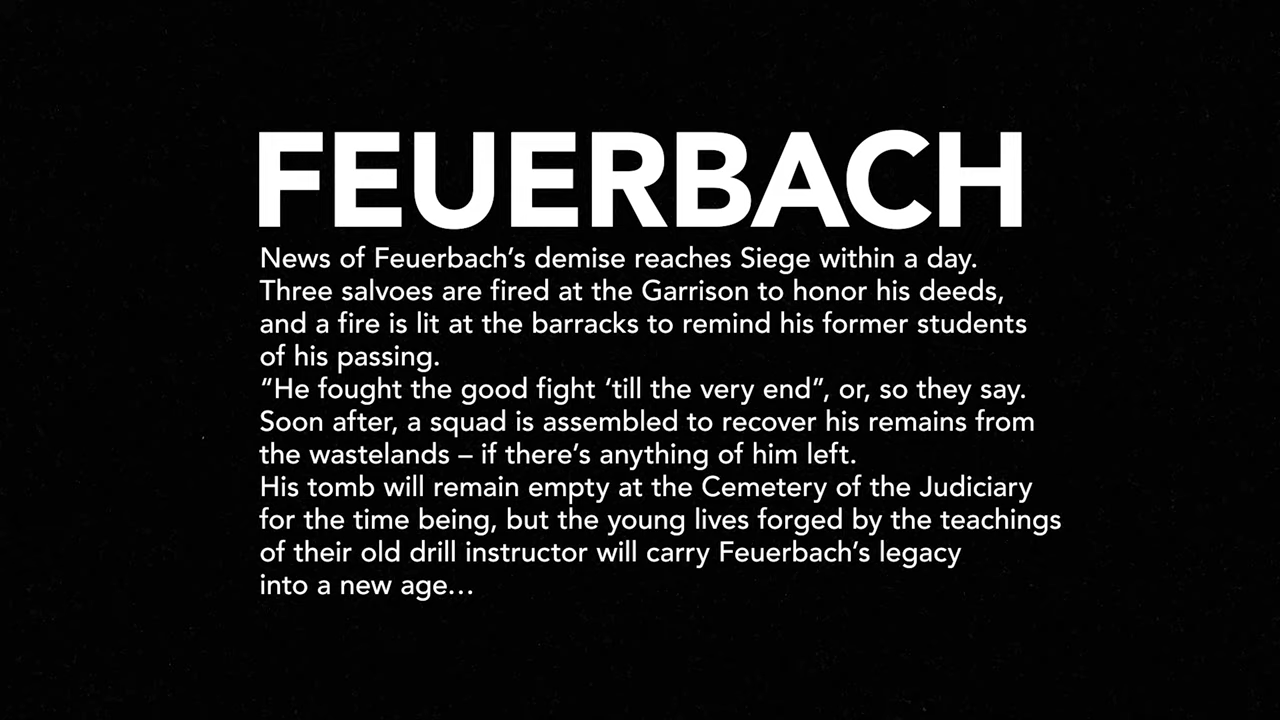 FEUERBACH
News of Feuerbach’s demise reaches Siege within a day.
Three salvoes are fired at the Garrison to honor his deeds,
and a fire is lit at the barracks to remind his former students
of his passing.
“He fought the good fight ‘till the very end”, or, so they say.
Soon after, a squad is assembled to recover his remains from
the wastelands – if there’s anything of him left.
His tomb will remain empty at the Cemetery of the Judiciary
for the time being, but the young lives forged by the teachings
of their old drill instructor will carry Feuerbach’s legacy
into a new age…